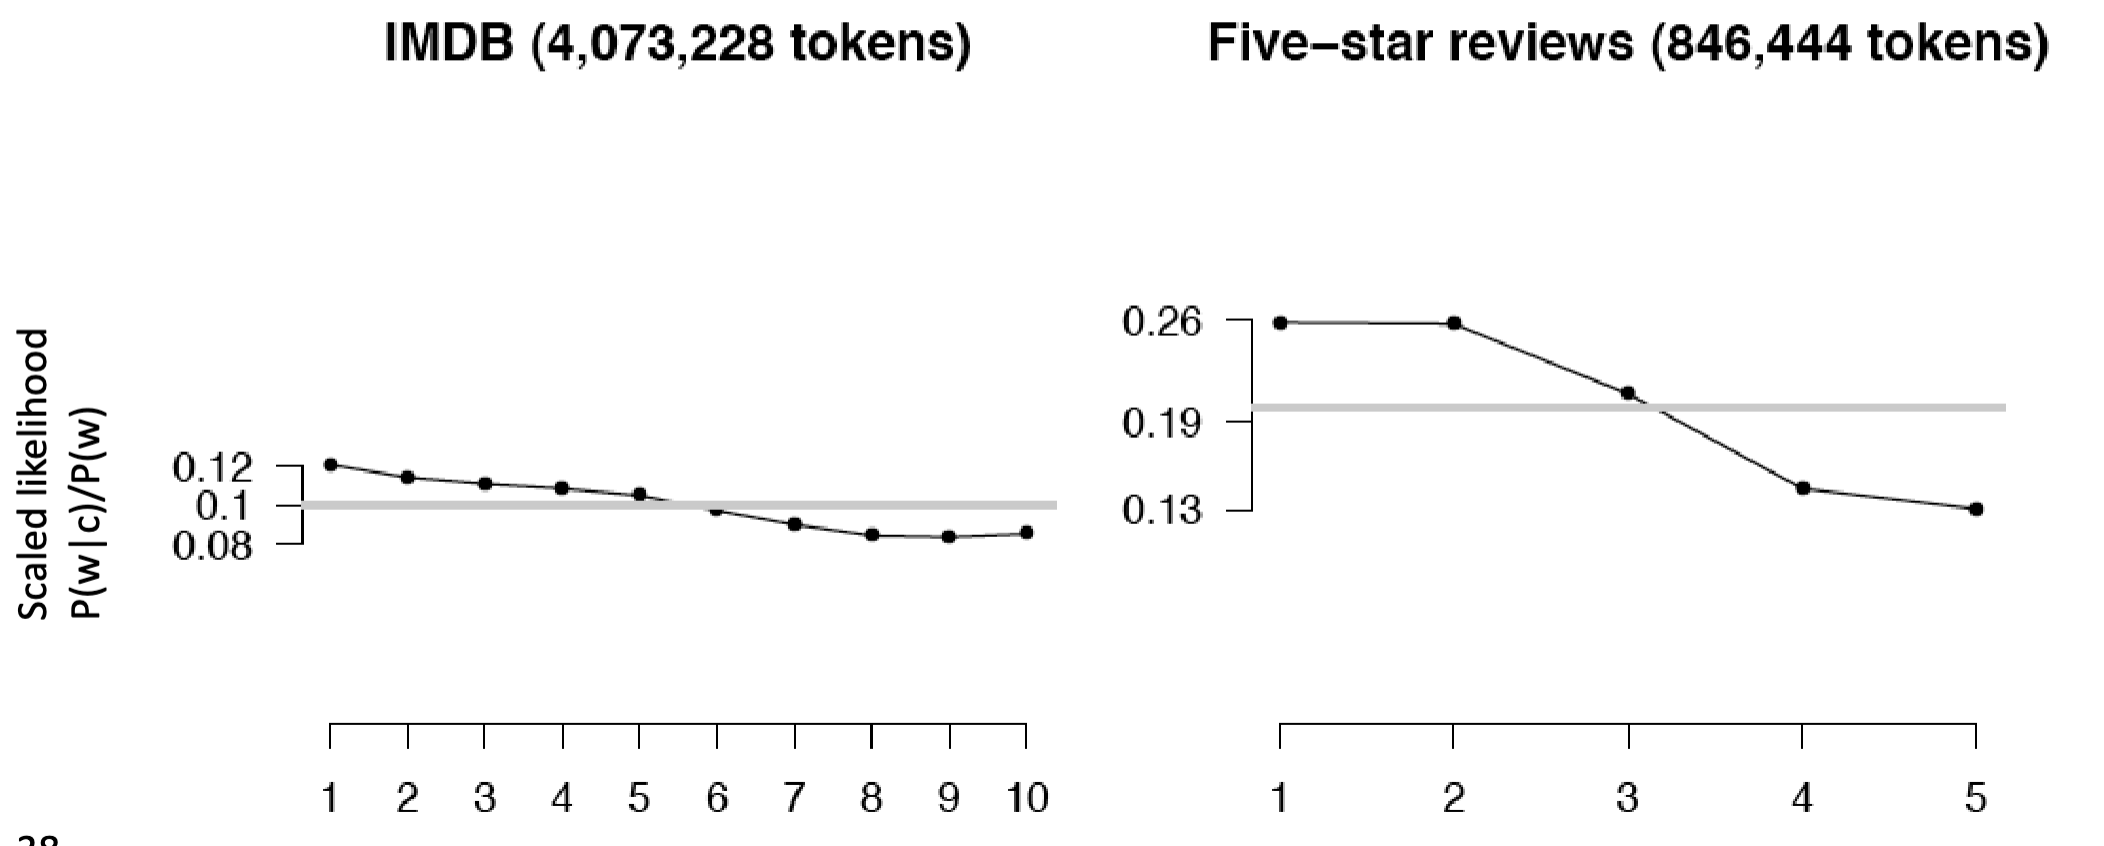 IMDB (4,073,228 tokens)
Five–star reviews (846,444 tokens)
Scaled likelihood
P(w|c)/P(w)
0.12
0.1
0.08
1 2 3 4 5 6 7 8 9 10
0.26
0.19
0.13
1 2 3 4 5